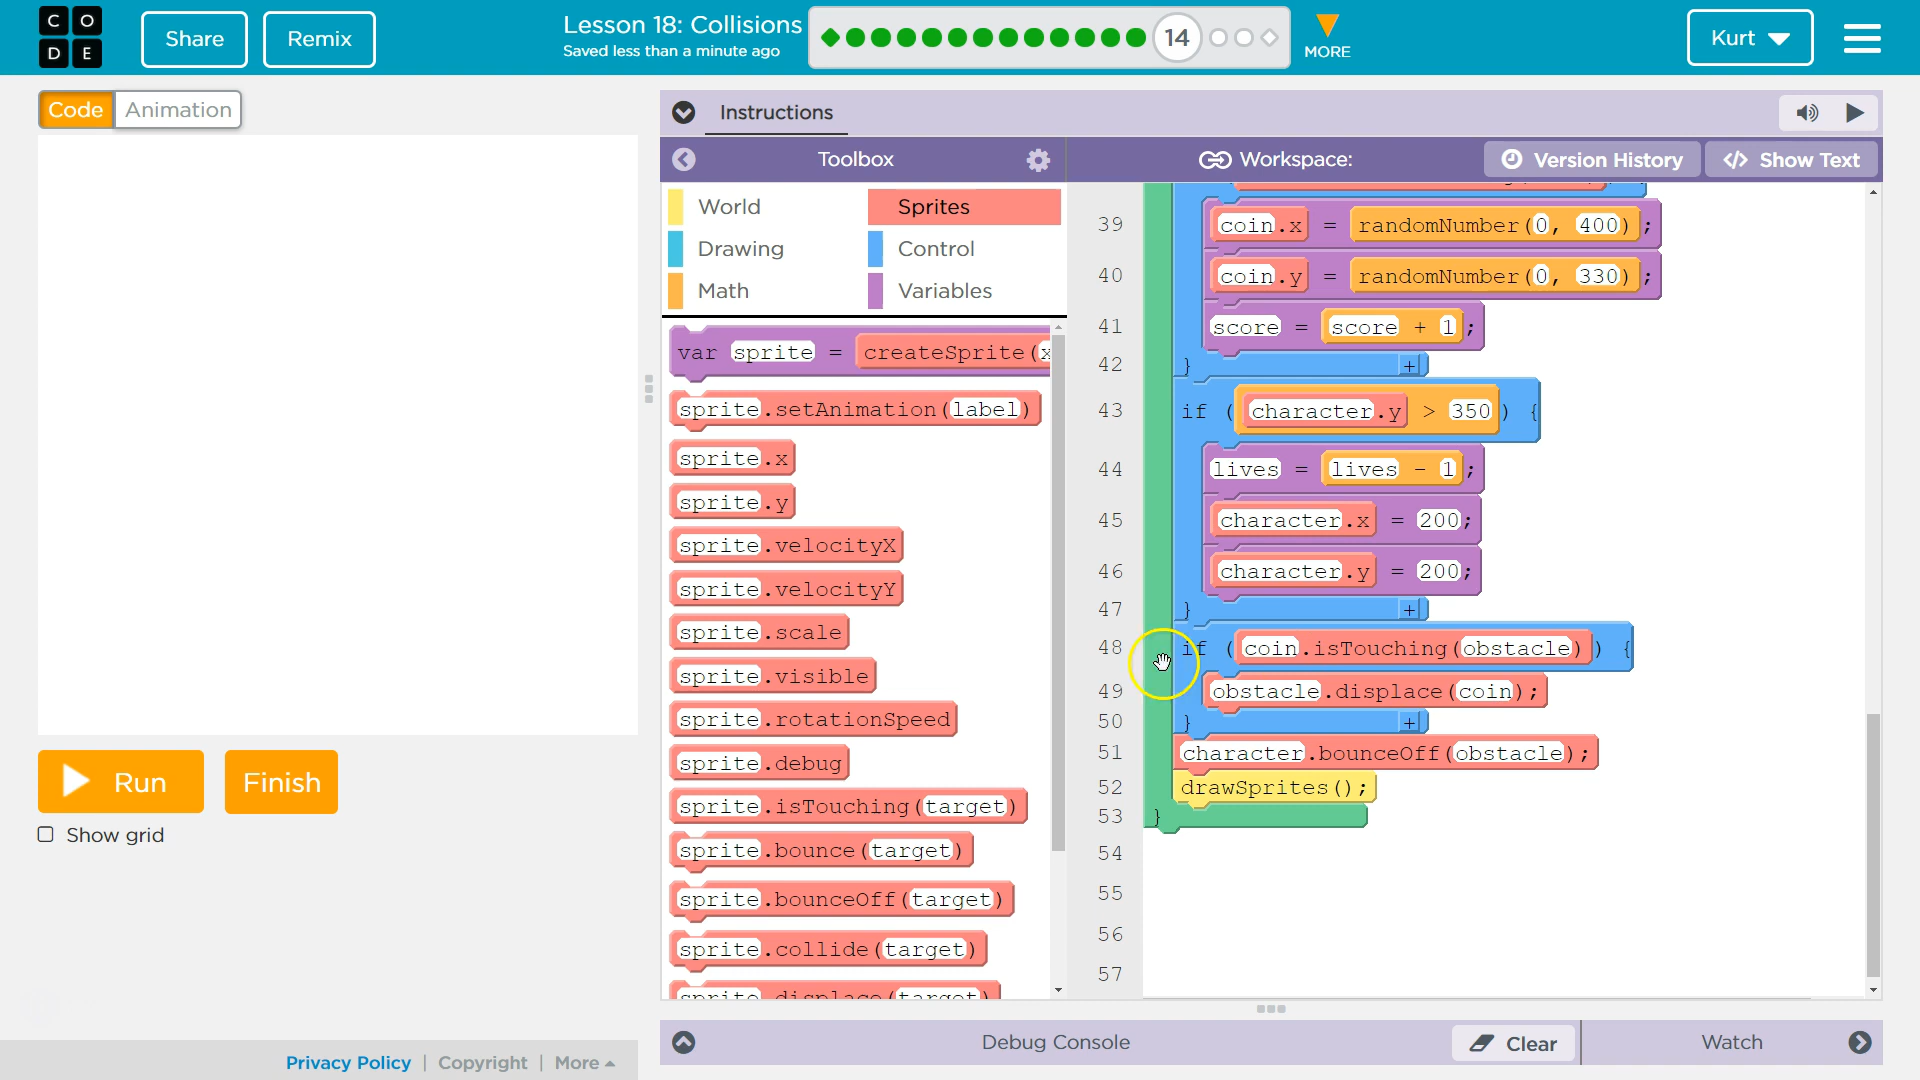 C O
D E
Share
Remix
Lesson 18: Collisions
Saved less than a minute ago
14
MORE
Kurt
Code
Animation
Instructions
Toolbox
Workspace:
Version History
</> Show Text
World
Sprites
Drawing
Control
Math
Variables
var sprite = createSprite(x
sprite.setAnimation(label)
sprite.x
sprite.y
sprite.velocityX
sprite.velocityY
sprite.scale
sprite.visible
sprite.rotationSpeed
sprite.debug
sprite.isTouching(target)
sprite.bounce(target)
sprite.bounceOff(target)
sprite.collide(target)
sprite.displace(target)
39 coin.x = randomNumber(0, 400);
40 coin.y = randomNumber(0, 330);
41 score = score + 1;
42 } +
43 if (character.y > 350) {
44 lives = lives - 1;
45 character.x = 200;
46 character.y = 200;
47 } +
48 if (coin.isTouching(obstacle)) {
49 obstacle.displace(coin);
50 } +
51 character.bounceOff(obstacle);
52 drawSprites();
53 }
54
55
56
57
Run
Finish
Show grid
Debug Console
Clear
Watch
Privacy Policy | Copyright | More